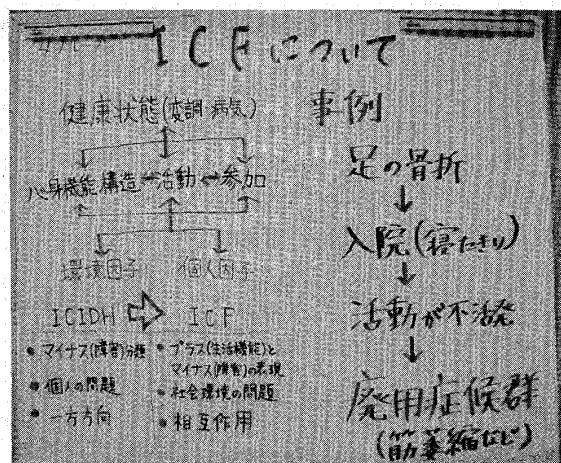 ICFについて
健康状態(変調・病気)
心身機能構造↔活動↔参加
環境因子 個人因子
ICIDH ⇨ ICF
• マイナス(障害)分類
• 個人の問題
• 一方方向
• プラス(生活機能)と
マイナス(障害)の表現
• 社会環境の問題
• 相互作用
事例
足の骨折
↓
入院(寝たきり)
↓
活動が不活発
↓
廃用症候群
(筋萎縮など)